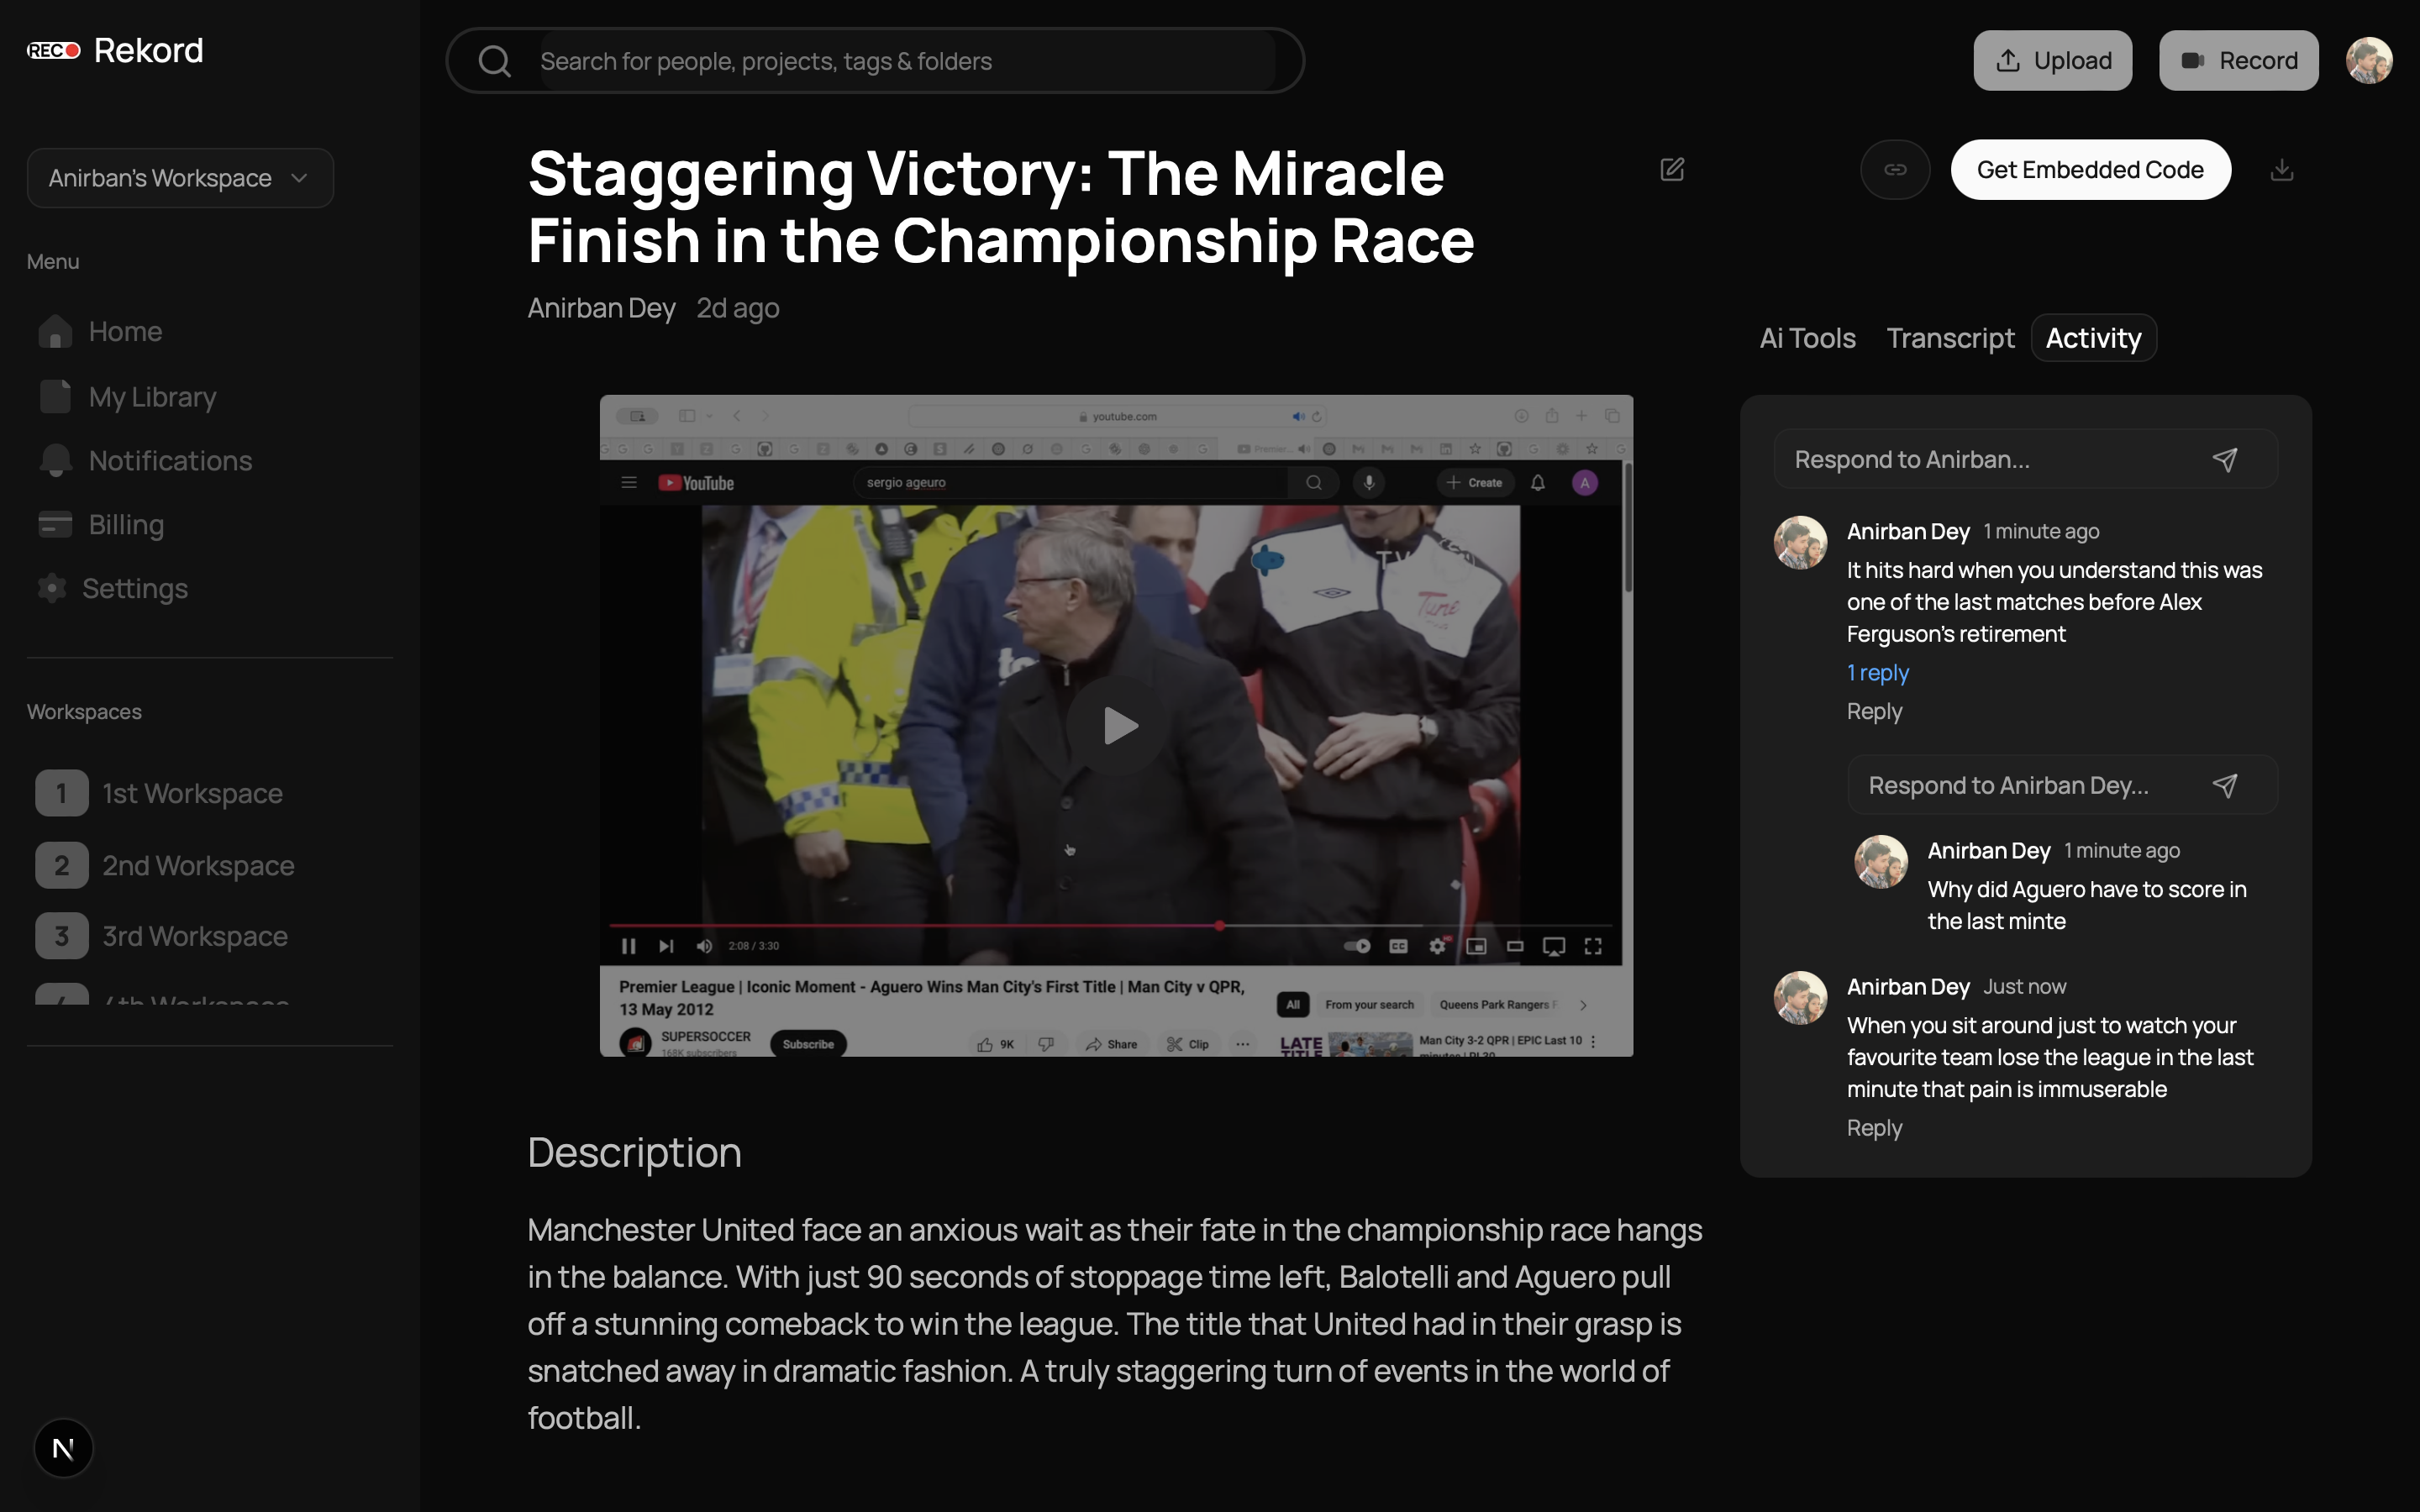 REC Rekord
Search for people, projects, tags & folders
Upload
Record
Anirban's Workspace
Menu
Home
My Library
Notifications
Billing
Settings
Workspaces
1 1st Workspace
2 2nd Workspace
3 3rd Workspace
4th Workspace
N
Staggering Victory: The Miracle
Finish in the Championship Race
Anirban Dey 2d ago
Get Embedded Code
youtube.com
Premier...
YouTube
sergio ageuro
Create
A
TV
Tune
2:08 / 3:30
CC
HD
Premier League | Iconic Moment - Aguero Wins Man City's First Title | Man City v QPR,
13 May 2012
SUPERSOCCER
168K subscribers
Subscribe
9K
Share
Clip
All
From your search
Queens Park Rangers F
LATE
TITLE
Man City 3-2 QPR | EPIC Last 10
Description
Manchester United face an anxious wait as their fate in the championship race hangs
in the balance. With just 90 seconds of stoppage time left, Balotelli and Aguero pull
off a stunning comeback to win the league. The title that United had in their grasp is
snatched away in dramatic fashion. A truly staggering turn of events in the world of
football.
Ai Tools
Transcript
Activity
Respond to Anirban...
Anirban Dey 1 minute ago
It hits hard when you understand this was
one of the last matches before Alex
Ferguson's retirement
1 reply
Reply
Respond to Anirban Dey...
Anirban Dey 1 minute ago
Why did Aguero have to score in
the last minte
Anirban Dey Just now
When you sit around just to watch your
favourite team lose the league in the last
minute that pain is immuserable
Reply